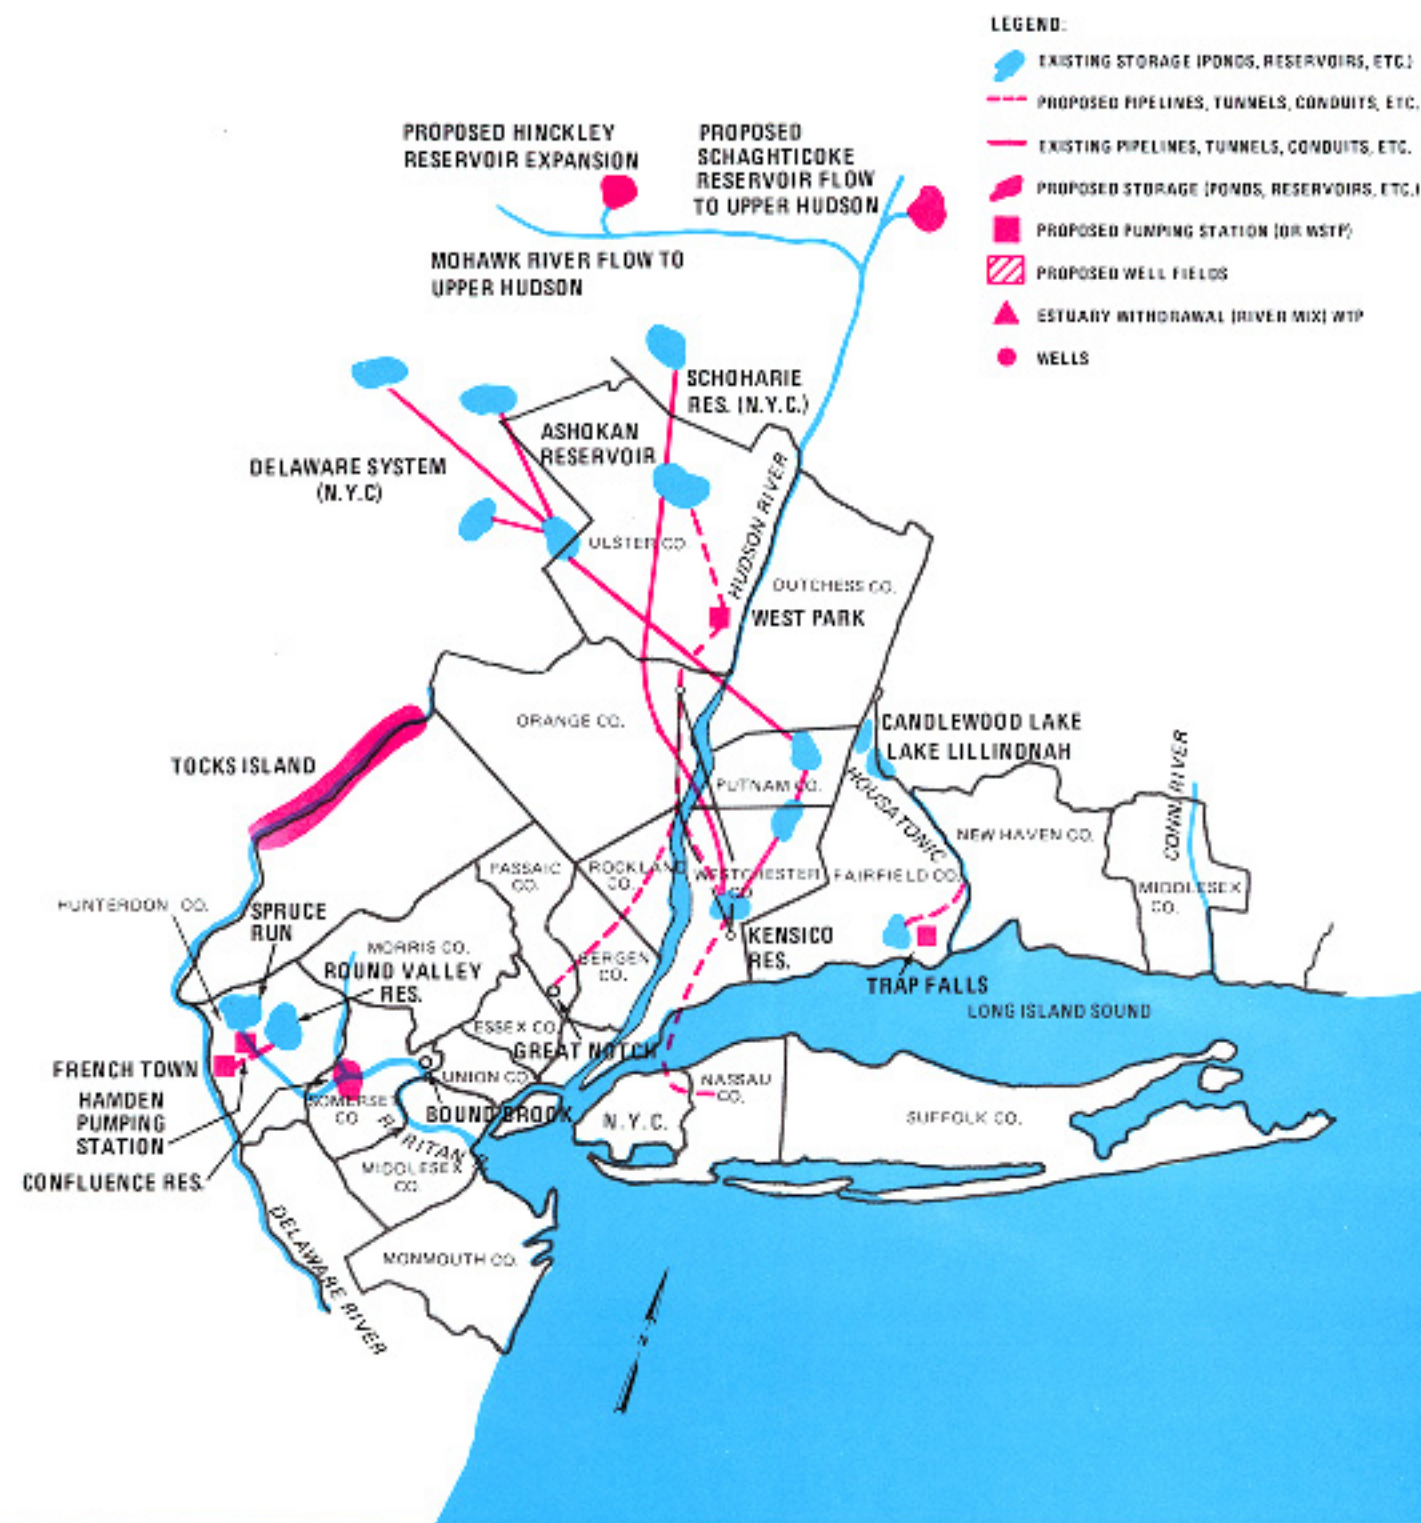 LEGEND:
EXISTING STORAGE (PONDS, RESERVOIRS, ETC.)
PROPOSED PIPELINES, TUNNELS, CONDUITS, ETC.
EXISTING PIPELINES, TUNNELS, CONDUITS, ETC.
PROPOSED STORAGE (PONDS, RESERVOIRS, ETC.)
PROPOSED PUMPING STATION (OR WSTP)
PROPOSED WELL FIELDS
ESTUARY WITHDRAWAL (RIVER MIX) WTP
WELLS
PROPOSED HINCKLEY
RESERVOIR EXPANSION
PROPOSED
SCHAGHTICOKE
RESERVOIR FLOW
TO UPPER HUDSON
MOHAWK RIVER FLOW TO
UPPER HUDSON
SCHOHARIE
RES. (N.Y.C.)
ASHOKAN
RESERVOIR
DELAWARE SYSTEM
(N.Y.C)
HUDSON RIVER
ULSTER CO.
DUTCHESS CO.
WEST PARK
ORANGE CO.
CANDLEWOOD LAKE
LAKE LILLINONAH
TOCKS ISLAND
PUTNAM CO.
HOUSATONIC
CONN RIVER
NEW HAVEN CO.
PASSAIC
CO.
ROCKLAND
CO.
WESTCHESTER
CO.
FAIRFIELD CO.
MIDDLESEX
CO.
HUNTERDON CO.
SPRUCE
RUN
MORRIS CO.
ROUND VALLEY
RES.
BERGEN
CO.
KENSICO
RES.
TRAP FALLS
LONG ISLAND SOUND
ESSEX CO.
GREAT NOTCH
FRENCH TOWN
HAMDEN
PUMPING
STATION
UNION CO.
NASSAU
CO.
SOMERSET
CO
BOUND BROOK
N.Y.C.
SUFFOLK CO.
RARITAN R.
MIDDLESEX
CO.
CONFLUENCE RES.
DELAWARE RIVER
MONMOUTH CO.
N